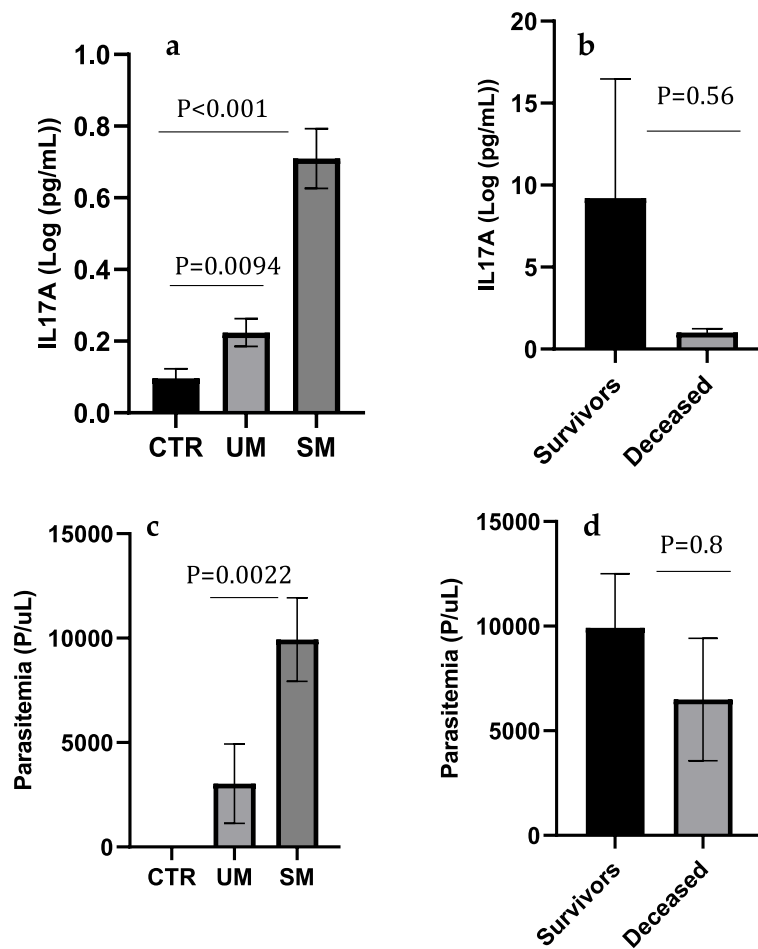 a
IL17A (Log (pg/mL))
1.0
0.8
0.6
0.4
0.2
0.0
P<0.001
P=0.0094
CTR UM SM
b
IL17A (Log (pg/mL))
20
15
10
5
0
P=0.56
Survivors
Deceased
c
Parasitemia (P/uL)
15000
10000
5000
0
P=0.0022
CTR UM SM
d
Parasitemia (P/uL)
15000
10000
5000
0
P=0.8
Survivors
Deceased